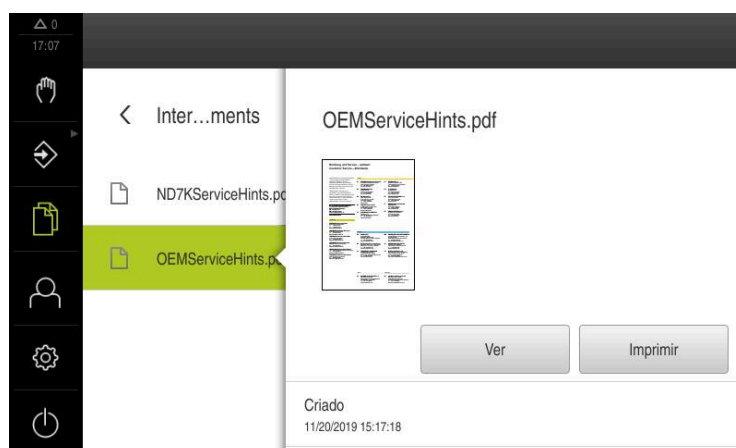 0
17:07
Inter...ments
ND7KServiceHints.pd
OEMServiceHints.pd
OEMServiceHints.pdf
Ver
Imprimir
Criado
11/20/2019 15:17:18